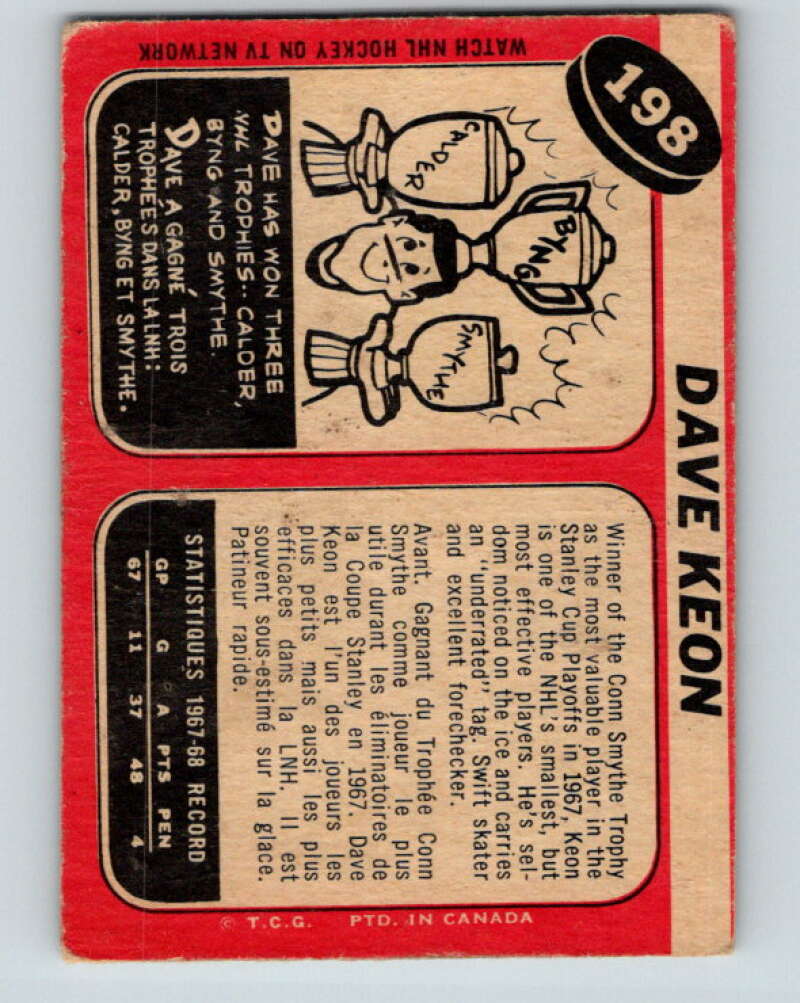 198
DAVE KEON
WATCH NHL HOCKEY ON TV NETWORK
CALDER
BYNG
SMYTHE
DAVE HAS WON THREE
NHL TROPHIES-- CALDER,
BYNG AND SMYTHE.
DAVE A GAGNÉ TROIS
TROPHÉES DANS LA LNH:
CALDER, BYNG ET SMYTHE.
Winner of the Conn Smythe Trophy
as the most valuable player in the
Stanley Cup Playoffs in 1967, Keon
is one of the NHL's smallest, but
most effective players. He's sel-
dom noticed on the ice and carries
an "underrated" tag. Swift skater
and excellent forechecker.
Avant. Gagnant du Trophée Conn
Smythe comme joueur le plus
utile durant les éliminatoires de
la Coupe Stanley en 1967. Dave
Keon est l'un des joueurs les
plus petits mais aussi les plus
efficaces dans la LNH. Il est
souvent sous-estimé sur la glace.
Patineur rapide.
STATISTIQUES 1967-68 RECORD
GP G A PTS PEN
67 11 37 48 4
© T.C.G. PTD. IN CANADA